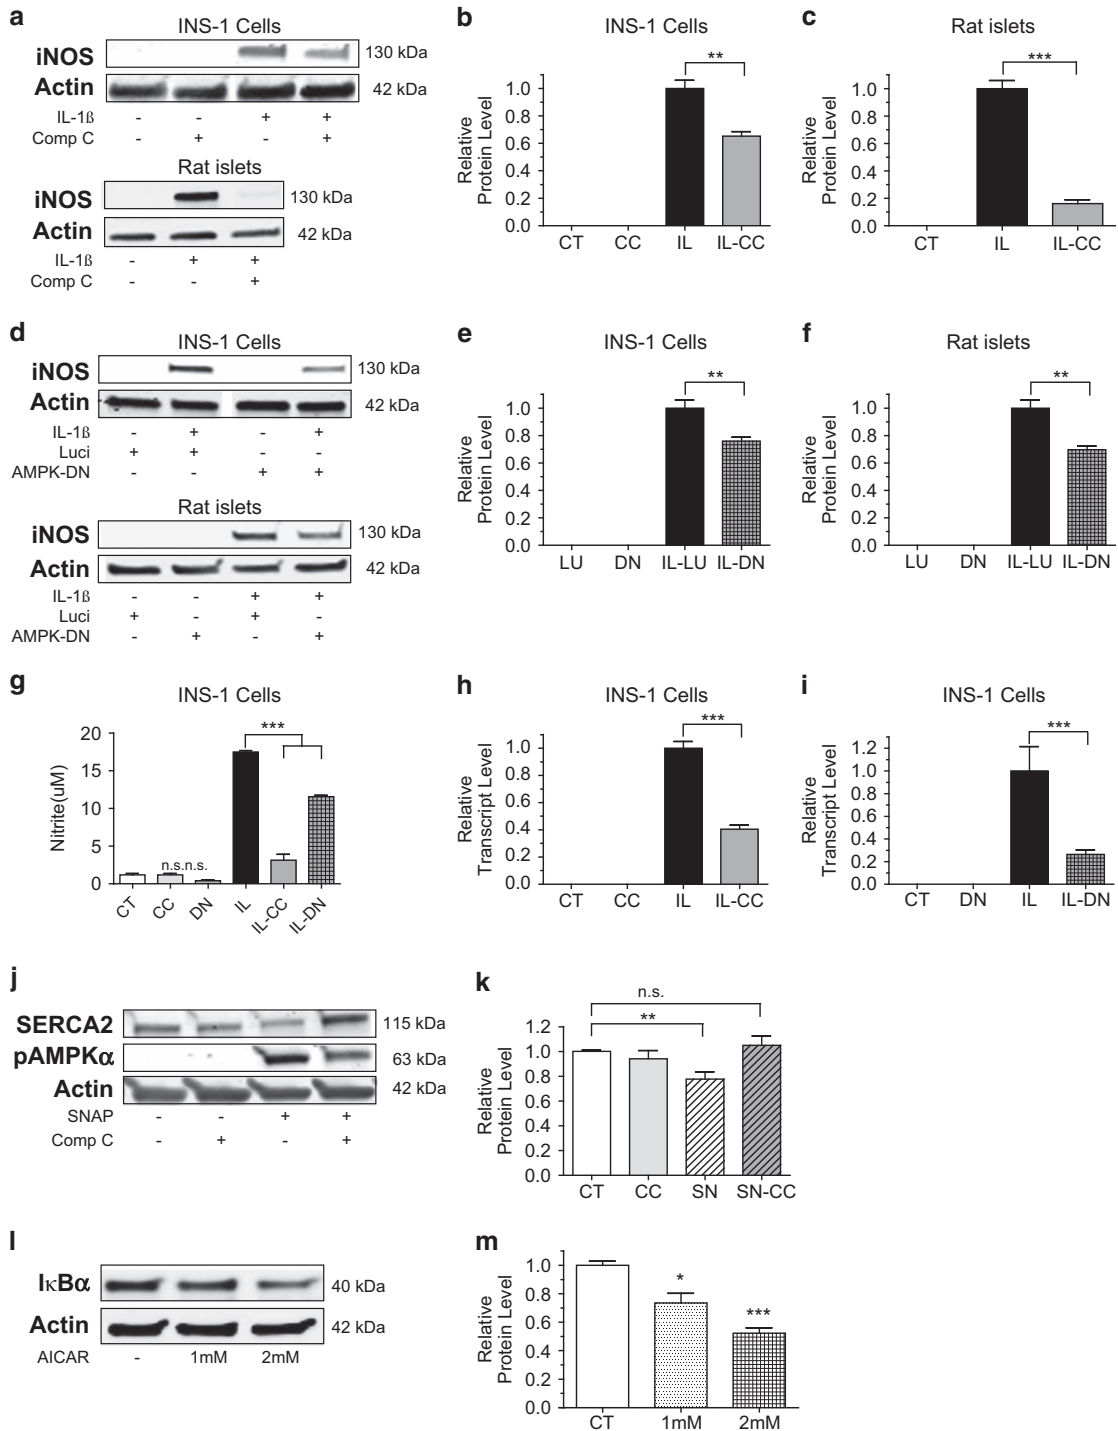 a
INS-1 Cells
iNOS 130 kDa
Actin 42 kDa
IL-1ß - - + +
Comp C - + - +
Rat islets
iNOS 130 kDa
Actin 42 kDa
IL-1ß - + +
Comp C - - +
b
INS-1 Cells
**
Relative
Protein Level
1.0
0.8
0.6
0.4
0.2
0.0
CT CC IL IL-CC
c
Rat islets
***
Relative
Protein Level
1.0
0.8
0.6
0.4
0.2
0.0
CT IL IL-CC
d
INS-1 Cells
iNOS 130 kDa
Actin 42 kDa
IL-1ß - + - +
Luci + + - -
AMPK-DN - - + +
Rat islets
iNOS 130 kDa
Actin 42 kDa
IL-1ß - - + +
Luci + - + -
AMPK-DN - + - +
e
INS-1 Cells
**
Relative
Protein Level
1.0
0.8
0.6
0.4
0.2
0.0
LU DN IL-LU IL-DN
f
Rat islets
**
Relative
Protein Level
1.0
0.8
0.6
0.4
0.2
0.0
LU DN IL-LU IL-DN
g
INS-1 Cells
***
Nitrite(uM)
20
15
10
5
0
n.s.n.s.
CT CC DN IL IL-CC IL-DN
h
INS-1 Cells
***
Relative
Transcript Level
1.0
0.8
0.6
0.4
0.2
0.0
CT CC IL IL-CC
i
INS-1 Cells
***
Relative
Transcript Level
1.2
1.0
0.8
0.6
0.4
0.2
0.0
CT DN IL IL-DN
j
SERCA2 115 kDa
pAMPKα 63 kDa
Actin 42 kDa
SNAP - - + +
Comp C - + - +
k
n.s.
**
Relative
Protein Level
1.2
1.0
0.8
0.6
0.4
0.2
0.0
CT CC SN SN-CC
l
IκBα 40 kDa
Actin 42 kDa
AICAR - 1mM 2mM
m
Relative
Protein Level
1.0
0.8
0.6
0.4
0.2
0.0
*
***
CT 1mM 2mM